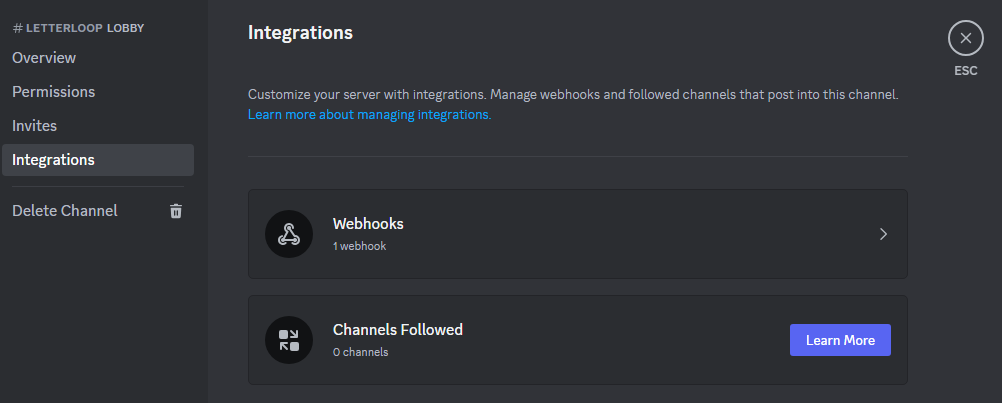 # LETTERLOOP LOBBY
Overview
Permissions
Invites
Integrations
Delete Channel
Integrations
Customize your server with integrations. Manage webhooks and followed channels that post into this channel.
Learn more about managing integrations.
Webhooks
1 webhook
Channels Followed
0 channels
Learn More
ESC